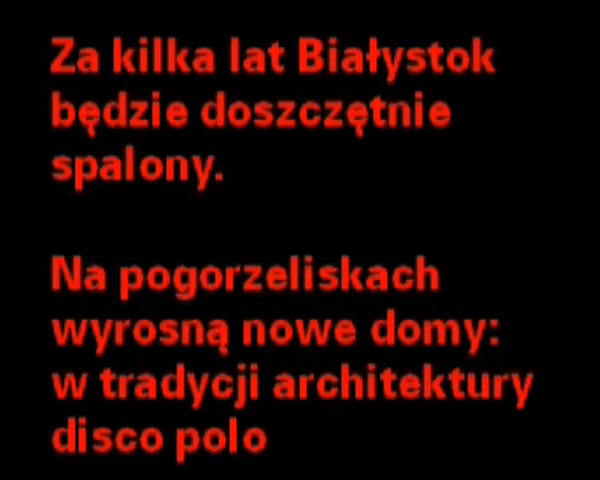 Za kilka lat Białystok
będzie doszczętnie
spalony.
Na pogorzeliskach
wyrosną nowe domy:
w tradycji architektury
disco polo